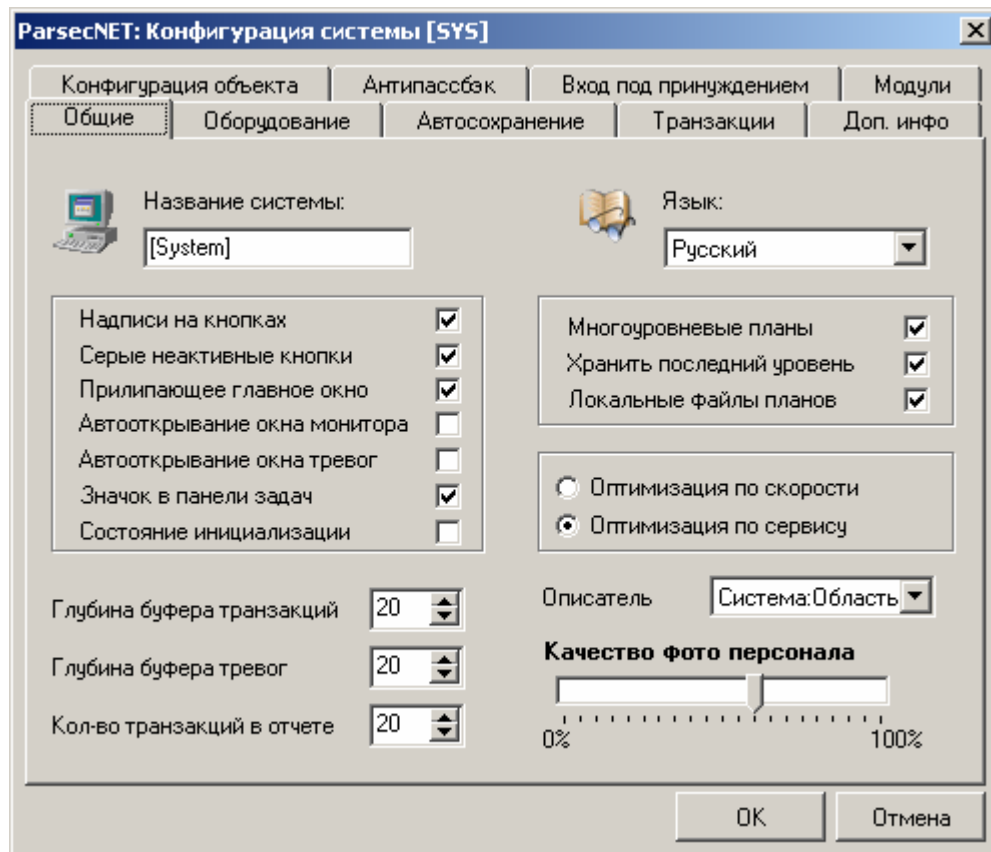 ParsecNET: Конфигурация системы [SYS]
Конфигурация объекта
Антипассбэк
Вход под принуждением
Модули
Общие
Оборудование
Автосохранение
Транзакции
Доп. инфо
Название системы:
[System]
Язык:
Русский
Надписи на кнопках
Серые неактивные кнопки
Прилипающее главное окно
Автооткрывание окна монитора
Автооткрывание окна тревог
Значок в панели задач
Состояние инициализации
Многоуровневые планы
Хранить последний уровень
Локальные файлы планов
Оптимизация по скорости
Оптимизация по сервису
Глубина буфера транзакций 20
Глубина буфера тревог 20
Кол-во транзакций в отчете 20
Описатель Система:Область
Качество фото персонала
0% 100%
OK
Отмена